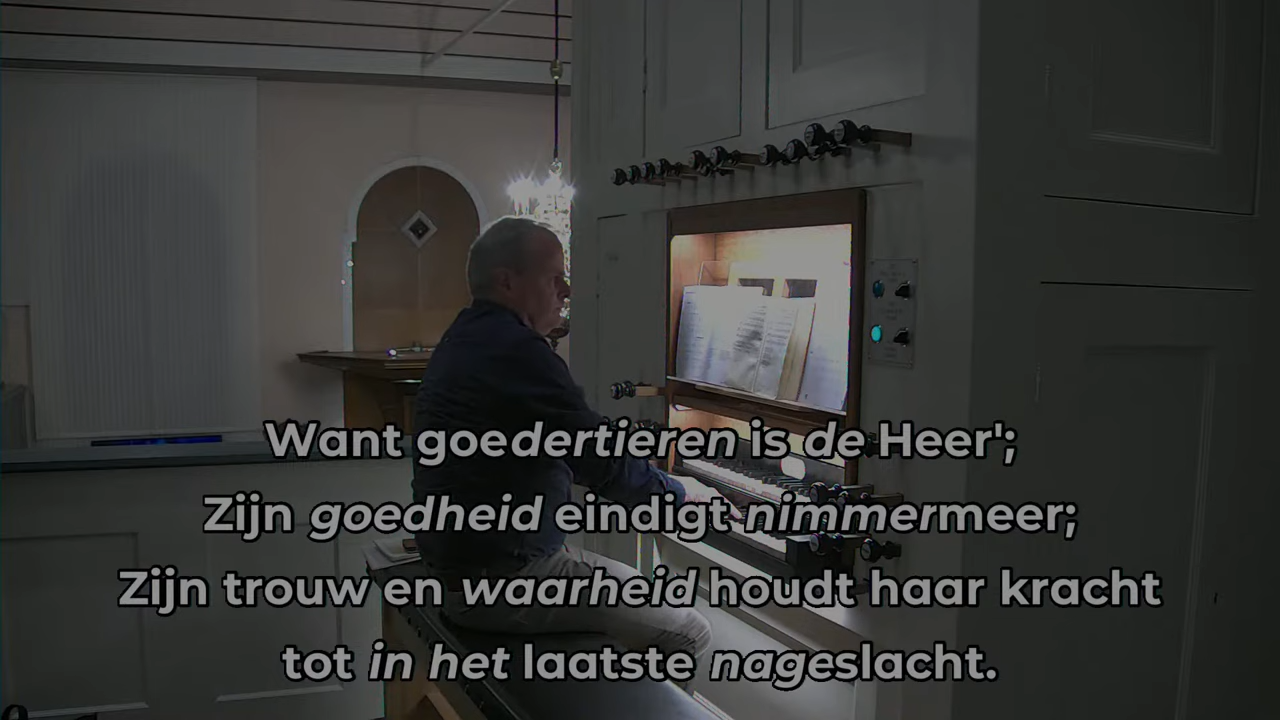 Want goedertieren is de Heer';
Zijn goedheid eindigt nimmermeer;
Zijn trouw en waarheid houdt haar kracht
tot in het laatste nageslacht.